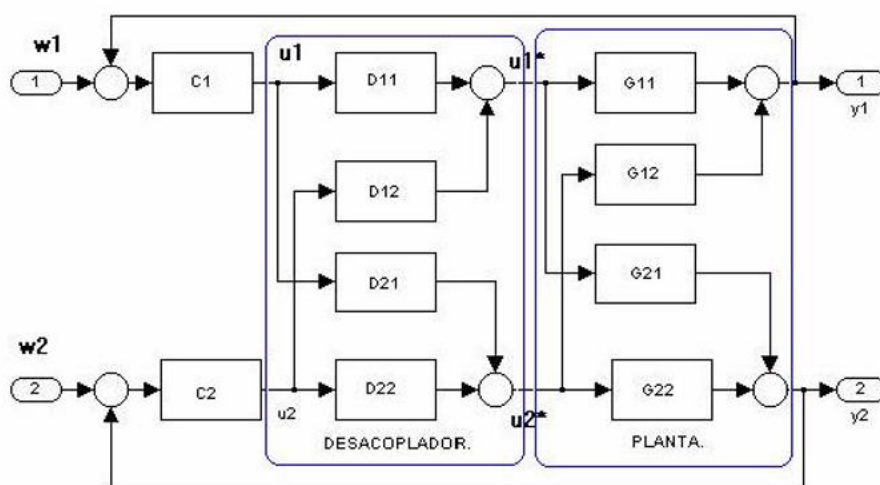 w1
u1
u1*
1
C1
D11
G11
1
y1
D12
G12
D21
G21
w2
2
C2
u2
D22
u2*
G22
2
y2
DESACOPLADOR.
PLANTA.